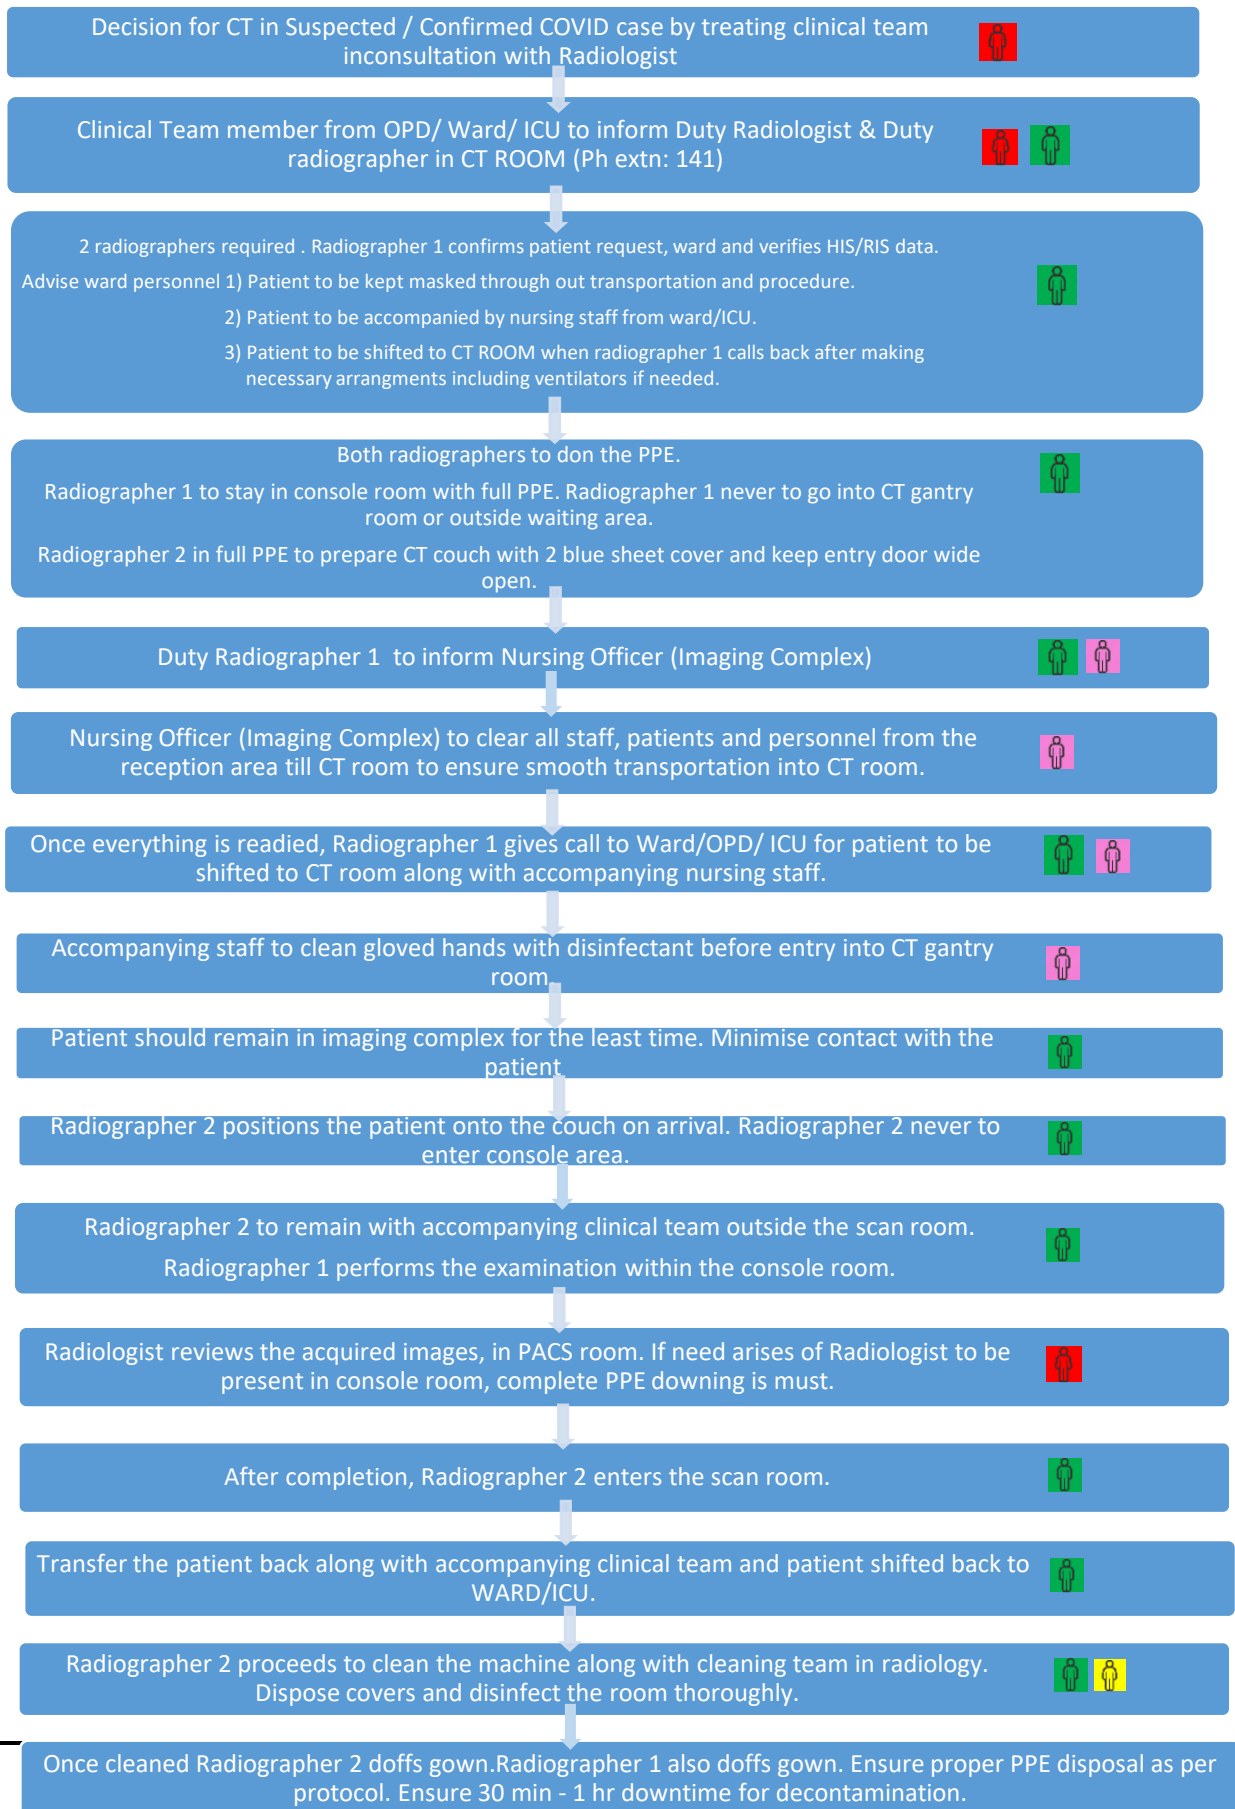 Decision for CT in Suspected / Confirmed COVID case by treating clinical team
inconsultation with Radiologist
Clinical Team member from OPD/ Ward/ ICU to inform Duty Radiologist & Duty
radiographer in CT ROOM (Ph extn: 141)
2 radiographers required . Radiographer 1 confirms patient request, ward and verifies HIS/RIS data.
Advise ward personnel 1) Patient to be kept masked through out transportation and procedure.
2) Patient to be accompanied by nursing staff from ward/ICU.
3) Patient to be shifted to CT ROOM when radiographer 1 calls back after making
necessary arrangments including ventilators if needed.
Both radiographers to don the PPE.
Radiographer 1 to stay in console room with full PPE. Radiographer 1 never to go into CT gantry
room or outside waiting area.
Radiographer 2 in full PPE to prepare CT couch with 2 blue sheet cover and keep entry door wide
open.
Duty Radiographer 1 to inform Nursing Officer (Imaging Complex)
Nursing Officer (Imaging Complex) to clear all staff, patients and personnel from the
reception area till CT room to ensure smooth transportation into CT room.
Once everything is readied, Radiographer 1 gives call to Ward/OPD/ ICU for patient to be
shifted to CT room along with accompanying nursing staff.
Accompanying staff to clean gloved hands with disinfectant before entry into CT gantry
room.
Patient should remain in imaging complex for the least time. Minimise contact with the
patient
Radiographer 2 positions the patient onto the couch on arrival. Radiographer 2 never to
enter console area.
Radiographer 2 to remain with accompanying clinical team outside the scan room.
Radiographer 1 performs the examination within the console room.
Radiologist reviews the acquired images, in PACS room. If need arises of Radiologist to be
present in console room, complete PPE downing is must.
After completion, Radiographer 2 enters the scan room.
Transfer the patient back along with accompanying clinical team and patient shifted back to
WARD/ICU.
Radiographer 2 proceeds to clean the machine along with cleaning team in radiology.
Dispose covers and disinfect the room thoroughly.
Once cleaned Radiographer 2 doffs gown.Radiographer 1 also doffs gown. Ensure proper PPE disposal as per
protocol. Ensure 30 min - 1 hr downtime for decontamination.